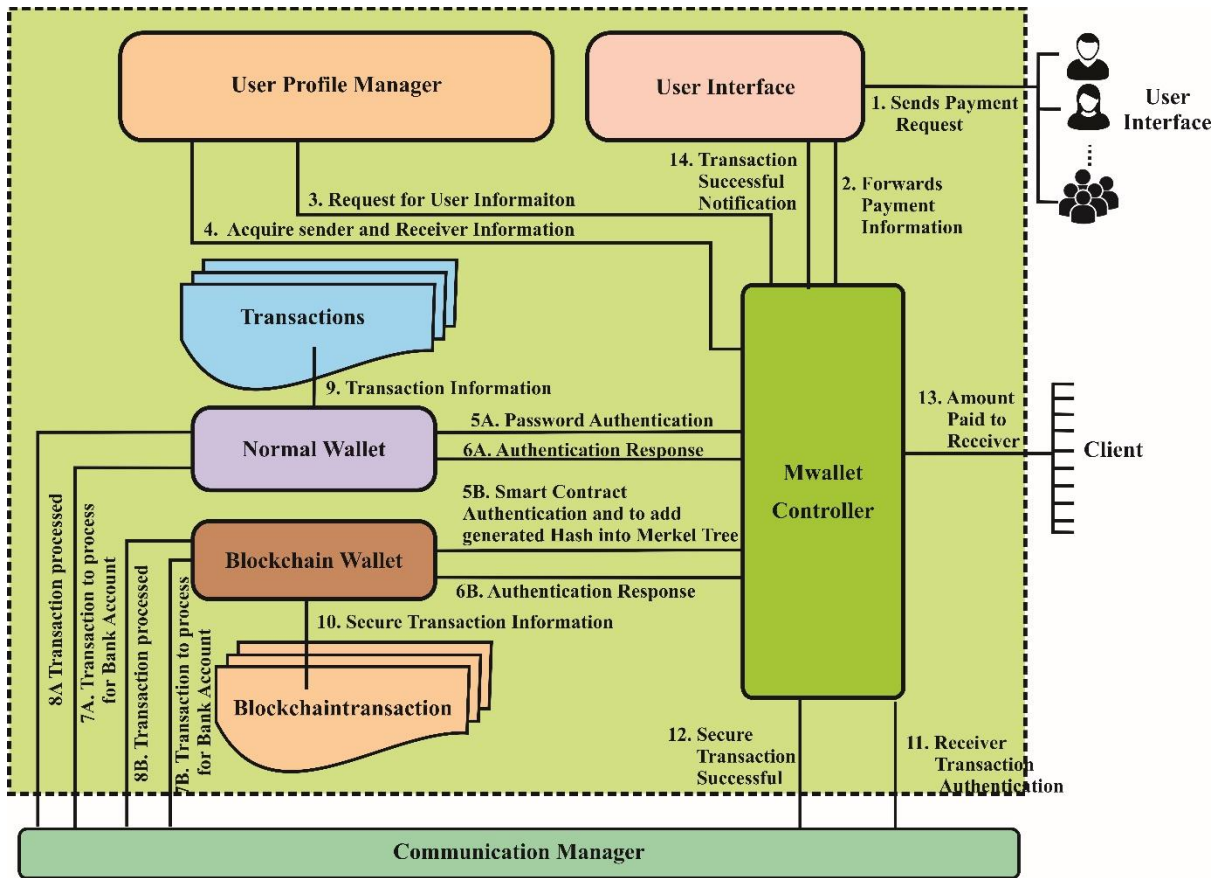 User Profile Manager
User Interface
1. Sends Payment
Request
User
Interface
14. Transaction
Successful
Notification
2. Forwards
Payment
Information
3. Request for User Informaiton
4. Acquire sender and Receiver Information
Transactions
9. Transaction Information
Normal Wallet
5A. Password Authentication
6A. Authentication Response
Mwallet
Controller
13. Amount
Paid to
Receiver
Client
5B. Smart Contract
Authentication and to add
generated Hash into Merkel Tree
Blockchain Wallet
6B. Authentication Response
10. Secure Transaction Information
Blockchaintransaction
8A Transaction processed
7A. Transaction to process
for Bank Account
8B. Transaction processed
7B. Transaction to process
for Bank Account
12. Secure
Transaction
Successful
11. Receiver
Transaction
Authentication
Communication Manager